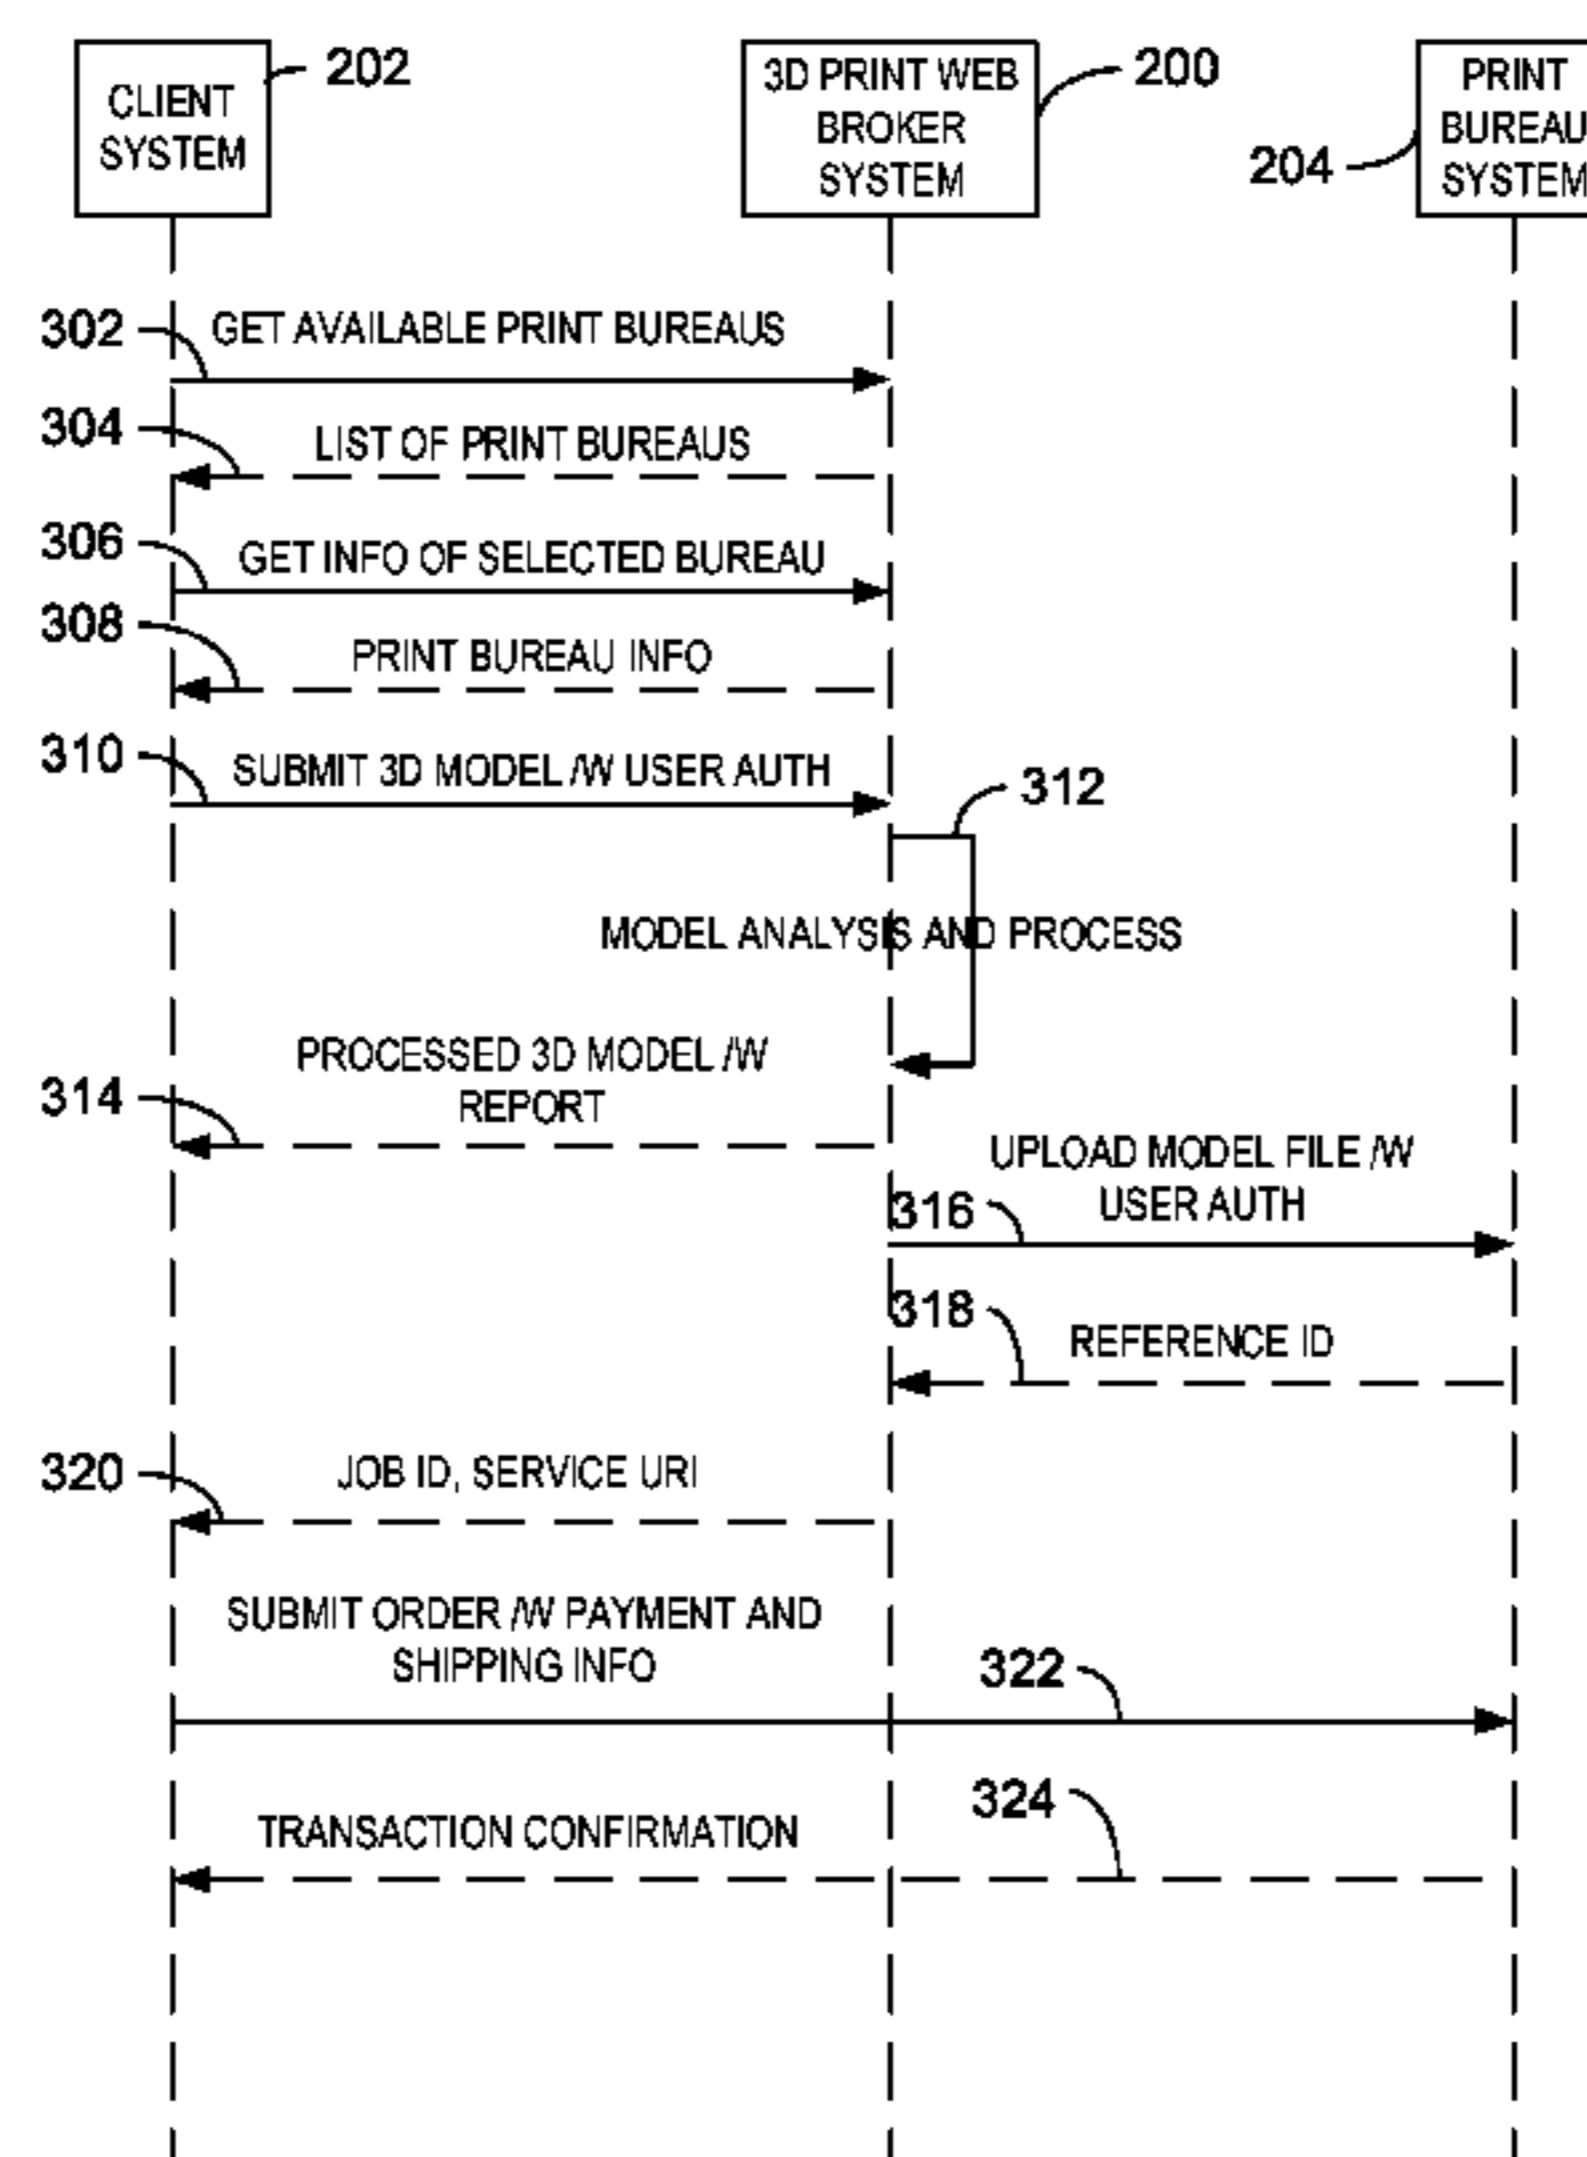 CLIENT
SYSTEM
202
3D PRINT WEB
BROKER
SYSTEM
200
204
PRINT
BUREAU
SYSTEM
302
GET AVAILABLE PRINT BUREAUS
304
LIST OF PRINT BUREAUS
306
GET INFO OF SELECTED BUREAU
308
PRINT BUREAU INFO
310
SUBMIT 3D MODEL /W USER AUTH
312
MODEL ANALYSIS AND PROCESS
PROCESSED 3D MODEL /W
REPORT
314
UPLOAD MODEL FILE /W
USER AUTH
316
318
REFERENCE ID
320
JOB ID, SERVICE URI
SUBMIT ORDER /W PAYMENT AND
SHIPPING INFO
322
324
TRANSACTION CONFIRMATION